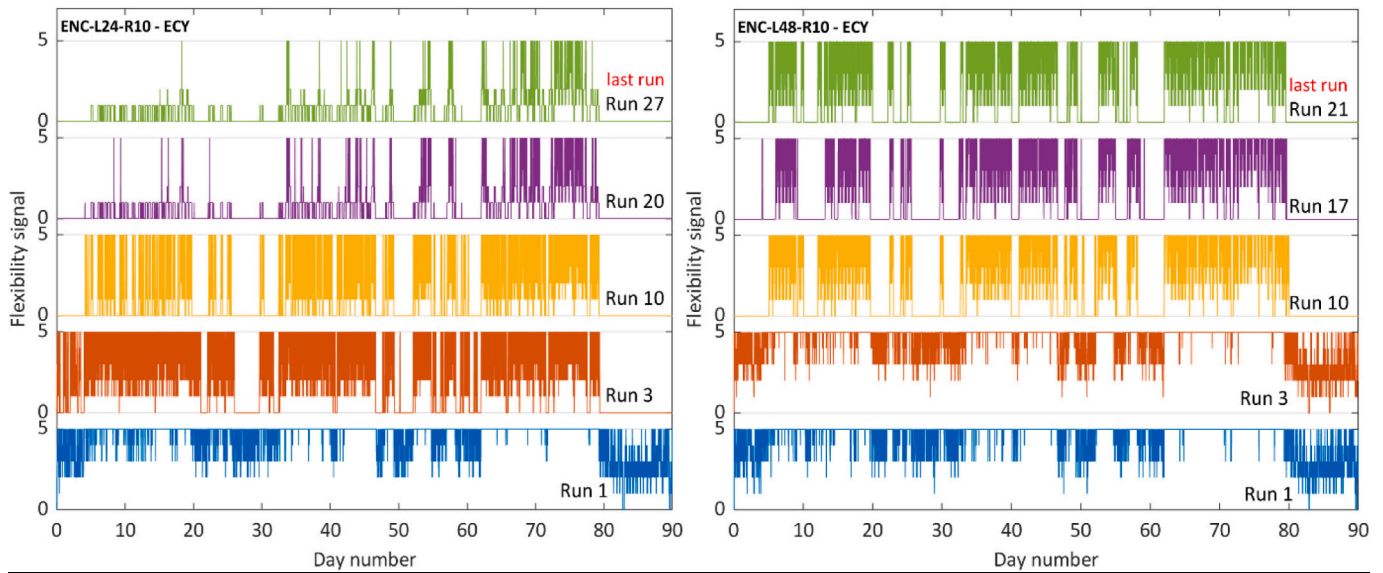 ENC-L24-R10 - ECY
5
last run
Run 27
0
5
Run 20
0
5
Run 10
0
5
Run 3
0
5
Run 1
0
0 10 20 30 40 50 60 70 80 90
Day number
Flexibility signal
ENC-L48-R10 - ECY
5
last run
Run 21
0
5
Run 17
0
5
Run 10
0
5
Run 3
0
5
Run 1
0
0 10 20 30 40 50 60 70 80 90
Day number
Flexibility signal